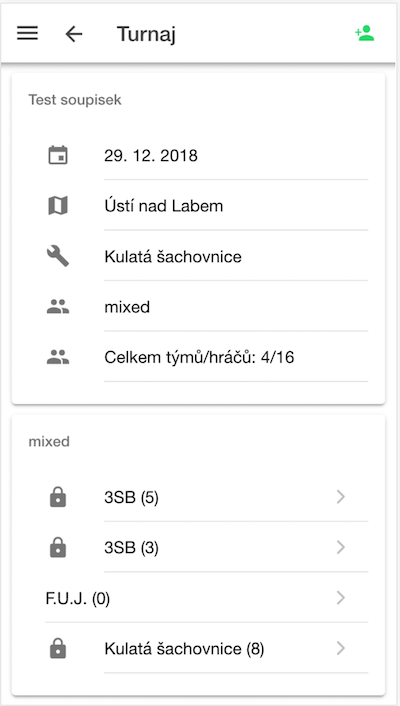 Turnaj
Test soupisek
29. 12. 2018
Ústí nad Labem
Kulatá šachovnice
mixed
Celkem týmů/hráčů: 4/16
mixed
3SB (5)
3SB (3)
F.U.J. (0)
Kulatá šachovnice (8)